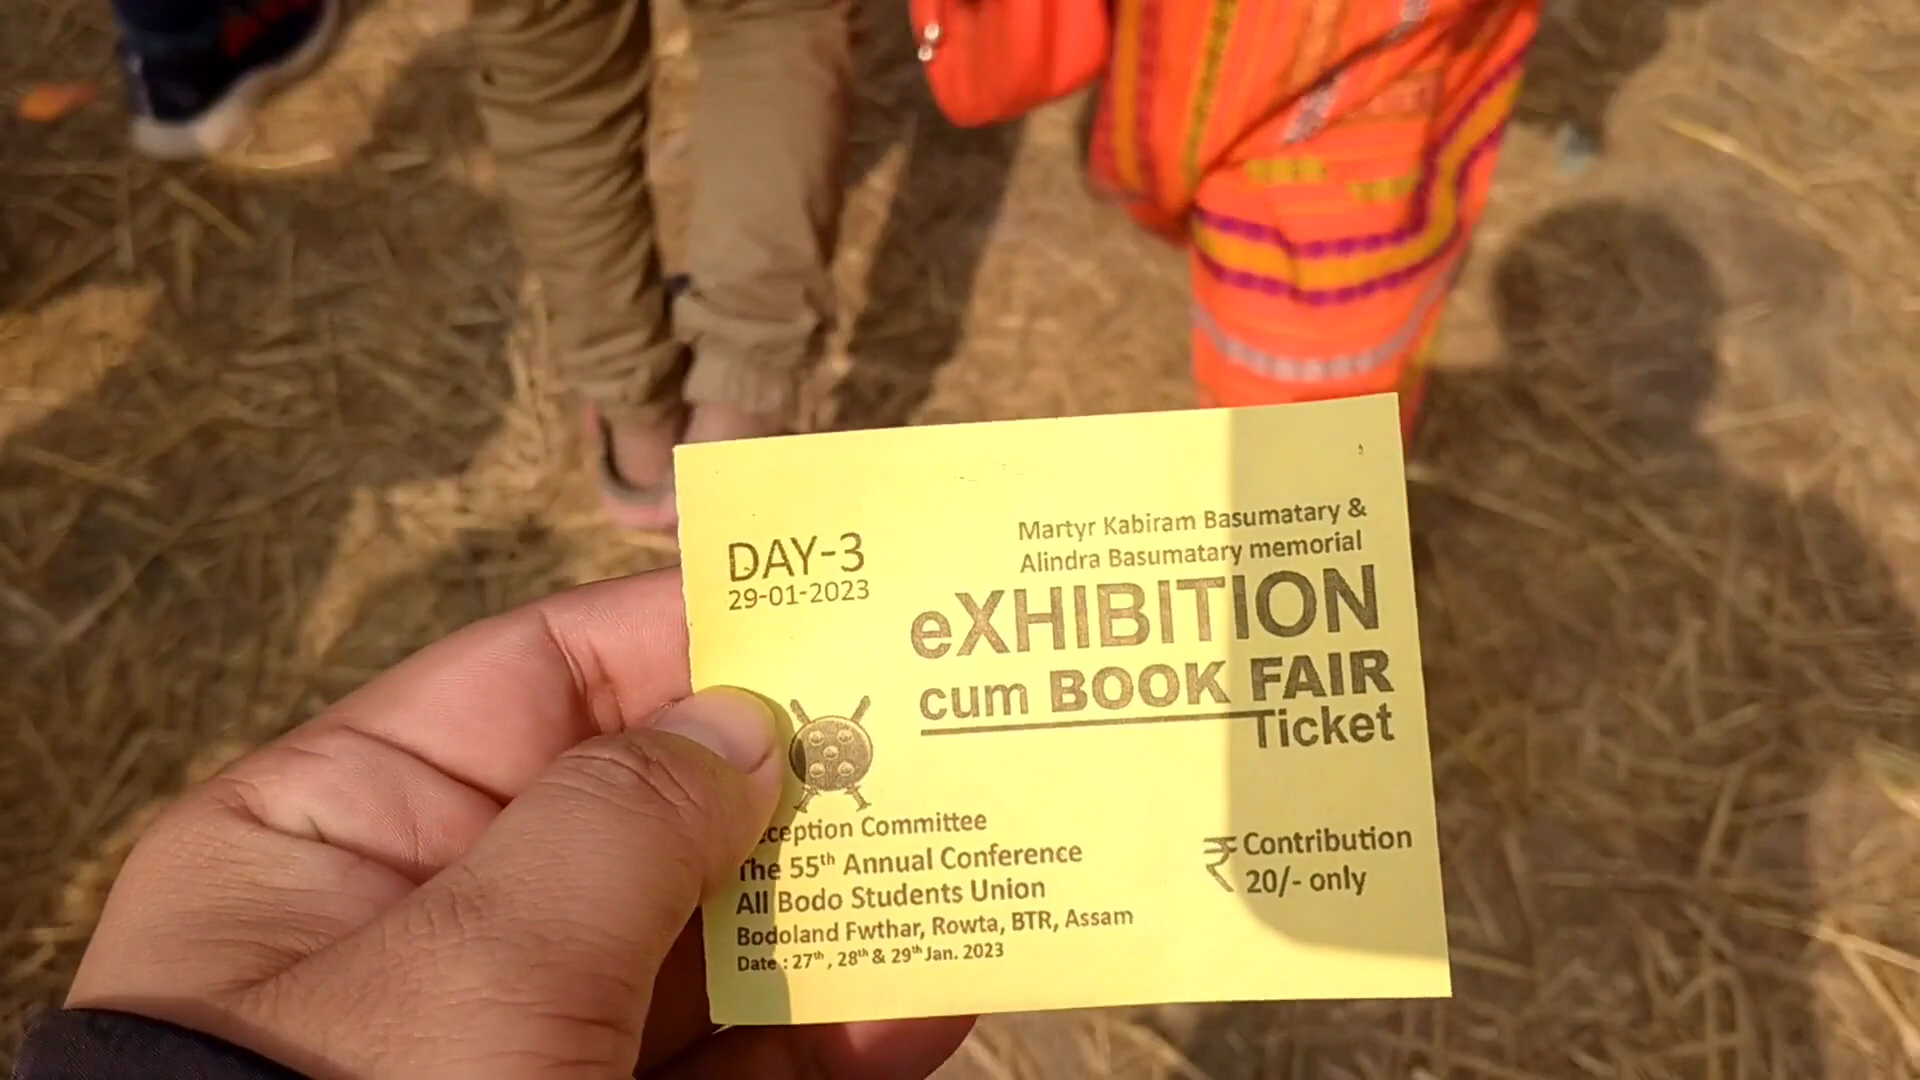 DAY-3
29-01-2023
Martyr Kabiram Basumatary &
Alindra Basumatary memorial
eXHIBITION
cum BOOK FAIR
Ticket
ception Committee
The 55th Annual Conference
All Bodo Students Union
Bodoland Fwthar, Rowta, BTR, Assam
Date : 27th, 28th & 29th Jan. 2023
₹ Contribution
20/- only